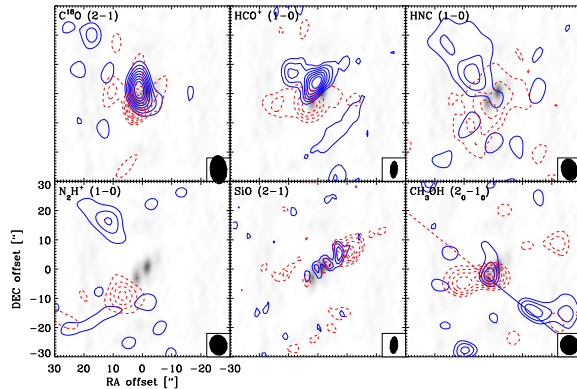 C¹⁸O (2−1)
HCO⁺ (1−0)
HNC (1−0)
N₂H⁺ (1−0)
SiO (2−1)
CH₃OH (2₀−1₀)
30
20
10
0
−10
−20
−30
DEC offset ["]
30 20 10 0 −10 −20
RA offset ["]